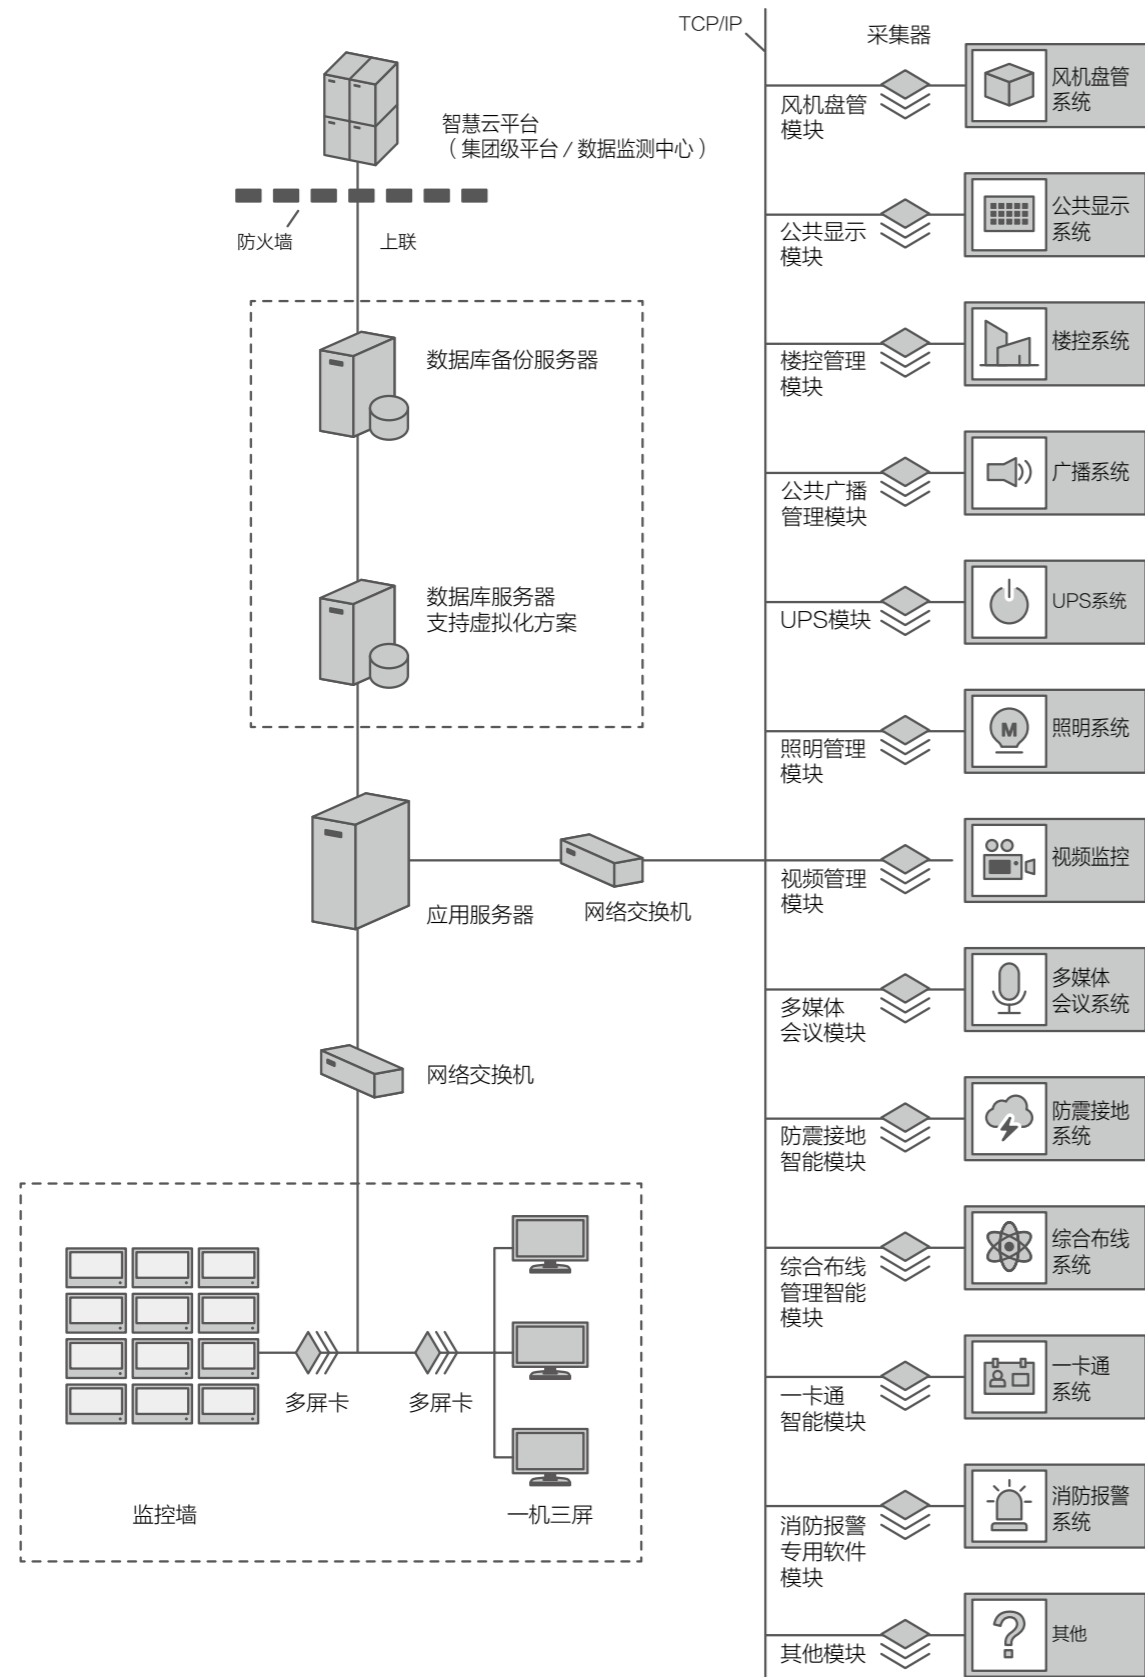 TCP/IP
采集器
智慧云平台
（集团级平台 / 数据监测中心）
防火墙
上联
数据库备份服务器
数据库服务器
支持虚拟化方案
应用服务器
网络交换机
网络交换机
多屏卡
多屏卡
监控墙
一机三屏
风机盘管
模块
风机盘管
系统
公共显示
模块
公共显示
系统
楼控管理
模块
楼控系统
公共广播
管理模块
广播系统
UPS模块
UPS系统
照明管理
模块
M
照明系统
视频管理
模块
视频监控
多媒体
会议模块
多媒体
会议系统
防震接地
智能模块
防震接地
系统
综合布线
管理智能
模块
综合布线
系统
一卡通
智能模块
一卡通
系统
消防报警
专用软件
模块
消防报警
系统
其他模块
?
其他